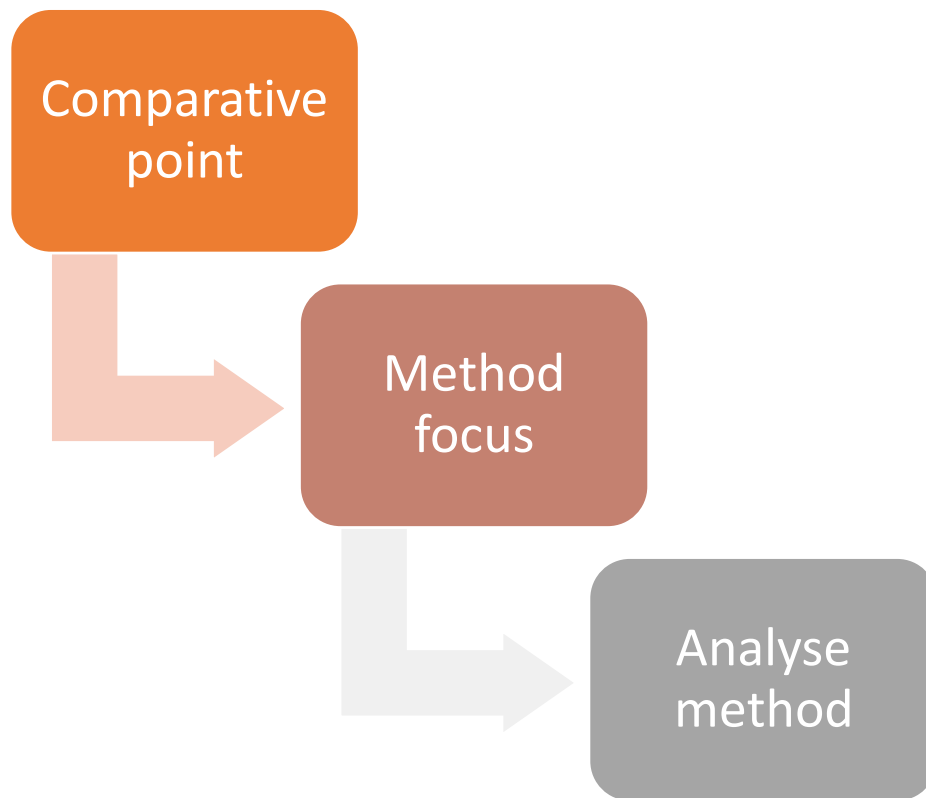 Comparative
point
Method
focus
Analyse
method